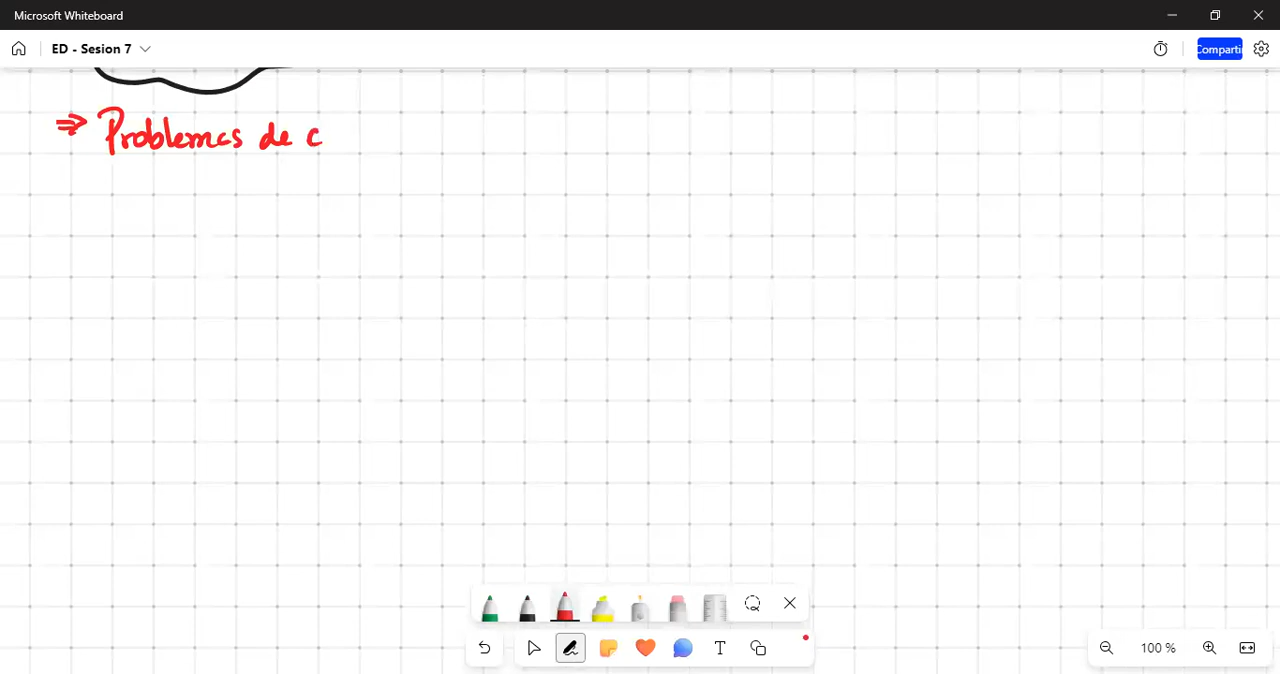 Microsoft Whiteboard
ED - Sesion 7
Comparti
⇒ Problemas de c
100 %